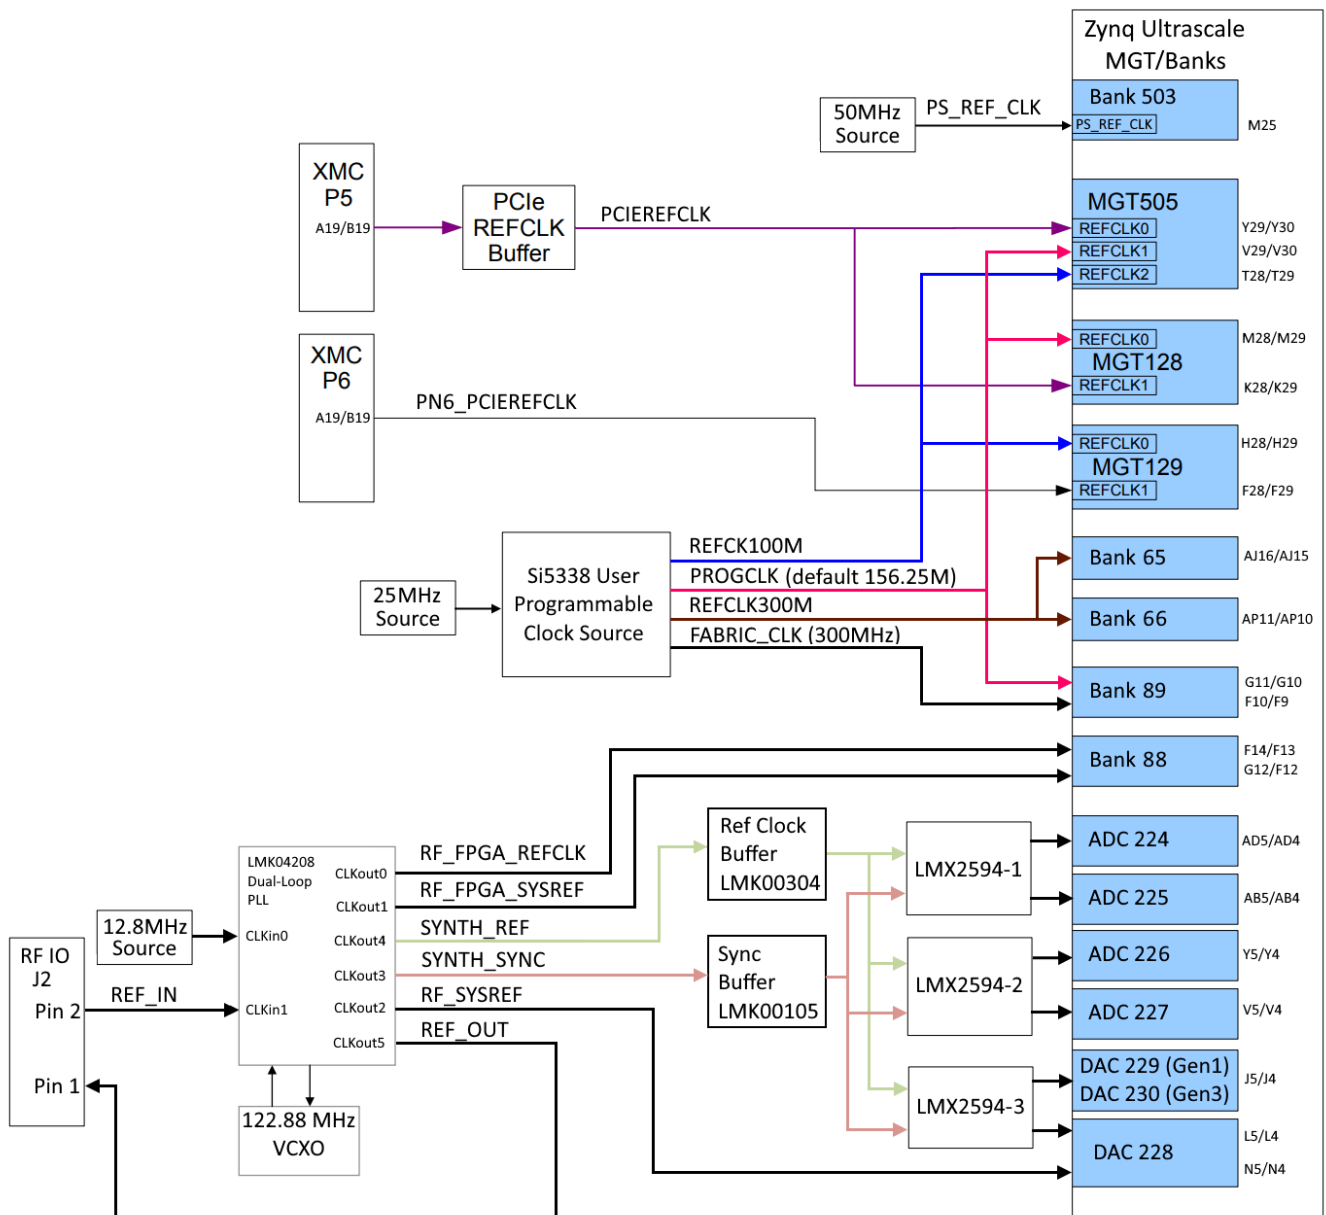 Zynq Ultrascale
MGT/Banks
Bank 503
PS_REF_CLK
M25
50MHz
Source
PS_REF_CLK
XMC
P5
A19/B19
PCIe
REFCLK
Buffer
PCIEREFCLK
MGT505
REFCLK0
Y29/Y30
REFCLK1
V29/V30
REFCLK2
T28/T29
XMC
P6
A19/B19
PN6_PCIEREFCLK
REFCLK0
M28/M29
MGT128
REFCLK1
K28/K29
REFCLK0
H28/H29
MGT129
REFCLK1
F28/F29
25MHz
Source
Si5338 User
Programmable
Clock Source
REFCK100M
PROGCLK (default 156.25M)
REFCLK300M
FABRIC_CLK (300MHz)
Bank 65
AJ16/AJ15
Bank 66
AP11/AP10
Bank 89
G11/G10
F10/F9
Bank 88
F14/F13
G12/F12
RF IO
J2
Pin 2
Pin 1
12.8MHz
Source
REF_IN
LMK04208
Dual-Loop
PLL
CLKin0
CLKin1
CLKout0
CLKout1
CLKout4
CLKout3
CLKout2
CLKout5
122.88 MHz
VCXO
RF_FPGA_REFCLK
RF_FPGA_SYSREF
SYNTH_REF
SYNTH_SYNC
RF_SYSREF
REF_OUT
Ref Clock
Buffer
LMK00304
Sync
Buffer
LMK00105
LMX2594-1
LMX2594-2
LMX2594-3
ADC 224
AD5/AD4
ADC 225
AB5/AB4
ADC 226
Y5/Y4
ADC 227
V5/V4
DAC 229 (Gen1)
DAC 230 (Gen3)
J5/J4
DAC 228
L5/L4
N5/N4